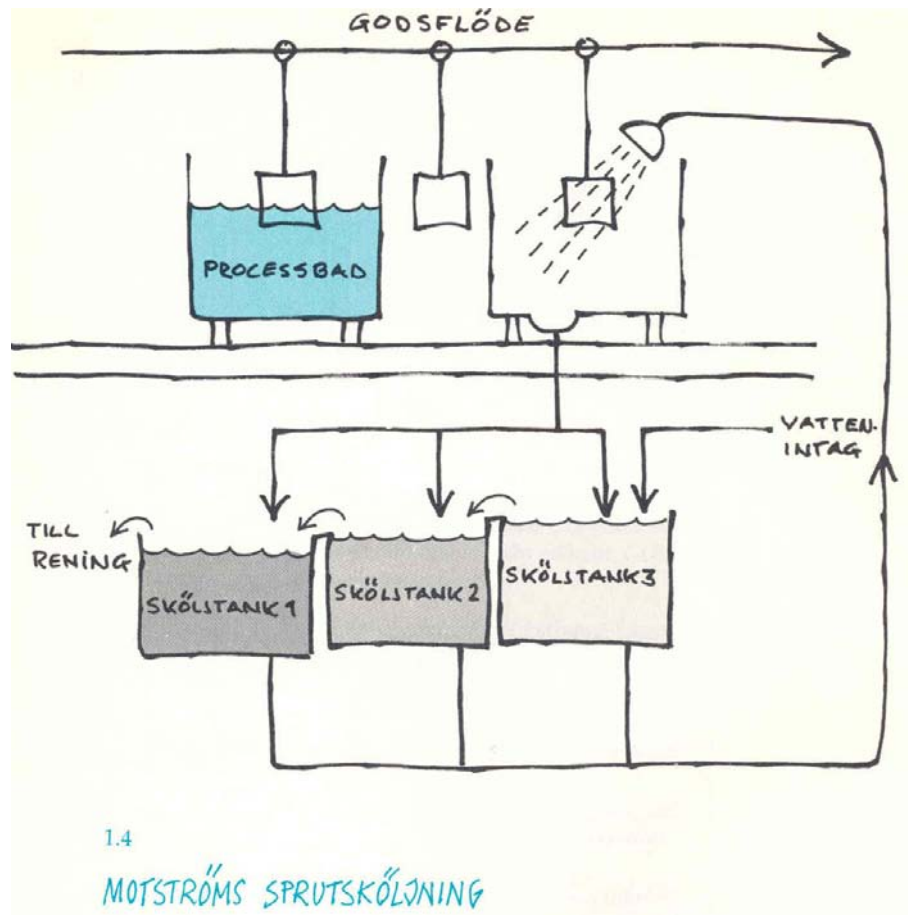 GODSFLÖDE
PROCESSBAD
VATTEN-
INTAG
TILL
RENING
SKÖLJTANK 1
SKÖLJTANK 2
SKÖLJTANK 3
1.4
MOTSTRÖMS SPRUTSKÖLJNING